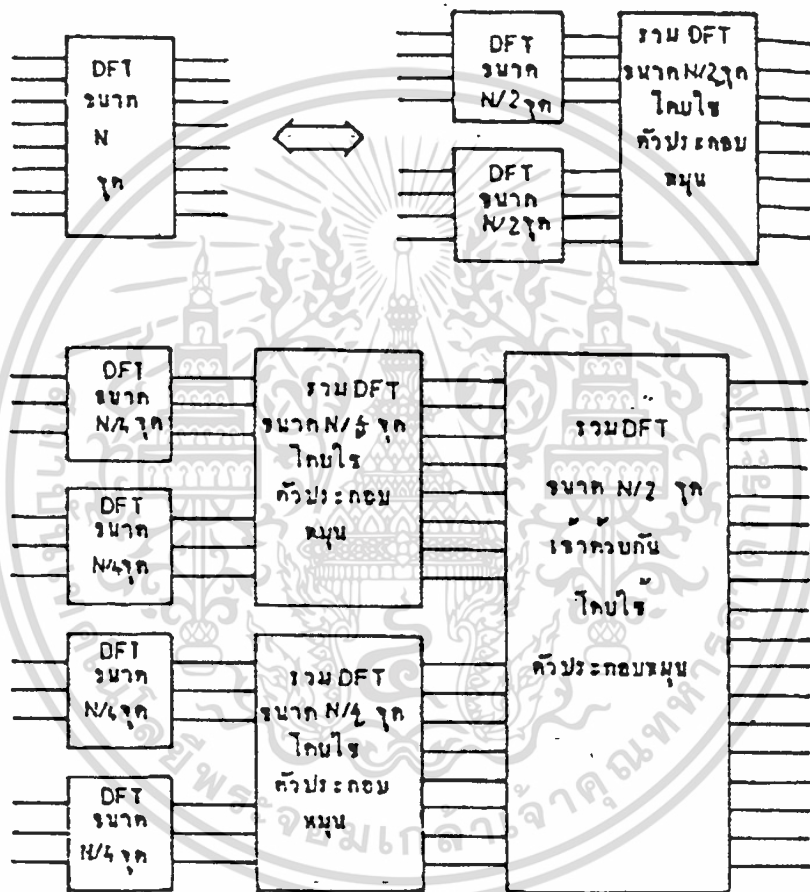 DFT
ขนาด
N
จุด
DFT
ขนาด
N/2 จุด
DFT
ขนาด
N/2 จุด
รวม DFT
ขนาด N/2 จุด
โดยใช้
ตัวประกอบ
หมุน
DFT
ขนาด
N/4 จุด
DFT
ขนาด
N/4 จุด
DFT
ขนาด
N/4 จุด
DFT
ขนาด
N/4 จุด
รวม DFT
ขนาด N/4 จุด
โดยใช้
ตัวประกอบ
หมุน
รวม DFT
ขนาด N/4 จุด
โดยใช้
ตัวประกอบ
หมุน
รวม DFT
ขนาด N/2 จุด
เข้าด้วยกัน
โดยใช้
ตัวประกอบหมุน